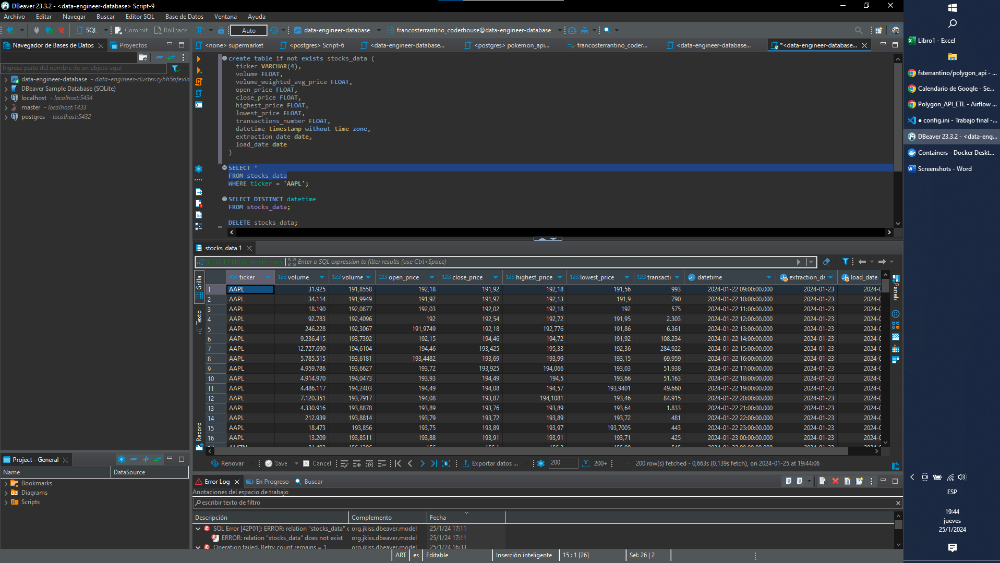 DBeaver 23.3.2 - <data-engineer-database> Script-9
Archivo Editar Navegar Buscar Editor SQL Base de Datos Ventana Ayuda
SQL Commit Rollback Auto data-engineer-database francosterrantino_coderhouse@data-engineer-database
Navegador de Bases de Datos Proyectos
Ingrese parte del nombre de un objeto aquí
data-engineer-database - data-engineer-cluster.cyhh5bfevln
DBeaver Sample Database (SQLite)
localhost - localhost:5434
master - localhost:1433
postgres - localhost:5432
<none> supermarket <postgres> Script-6 <data-engineer-database... <postgres> pokemon_api... francosterrantino_coder... <data-engineer-database... *<data-engineer-database...
create table if not exists stocks_data (
ticker VARCHAR(4),
volume FLOAT,
volume_weighted_avg_price FLOAT,
open_price FLOAT,
close_price FLOAT,
highest_price FLOAT,
lowest_price FLOAT,
transactions_number FLOAT,
datetime timestamp without time zone,
extraction_date date,
load_date date
)
SELECT *
FROM stocks_data
WHERE ticker = 'AAPL';
SELECT DISTINCT datetime
FROM stocks_data;
DELETE stocks_data;
stocks_data 1
SELECT * FROM stocks_data Enter a SQL expression to filter results (use Ctrl+Space)
Grilla
Texto
Record
Panels
ABC ticker 123 volume 123 volume 123 open_price 123 close_price 123 highest_price 123 lowest_price 123 transacti datetime extraction_da load_date
1 AAPL 31.925 191,8558 192,18 191,92 192,18 191,56 993 2024-01-22 09:00:00.000 2024-01-23 2024-0
2 AAPL 34.114 191,9949 191,92 191,97 192,13 191,9 790 2024-01-22 10:00:00.000 2024-01-23 2024-0
3 AAPL 18.190 192,0877 192,03 192,02 192,18 192 575 2024-01-22 11:00:00.000 2024-01-23 2024-0
4 AAPL 92.783 192,4096 192 192,54 192,72 191,95 2.303 2024-01-22 12:00:00.000 2024-01-23 2024-0
5 AAPL 246.228 192,3067 191,9749 192,18 192,776 191,86 6.361 2024-01-22 13:00:00.000 2024-01-23 2024-0
6 AAPL 9.236.415 193,7392 192,15 194,46 194,72 191,92 108.234 2024-01-22 14:00:00.000 2024-01-23 2024-0
7 AAPL 12.727.690 194,6104 194,46 193,425 195,33 192,36 284.922 2024-01-22 15:00:00.000 2024-01-23 2024-0
8 AAPL 5.785.515 193,6181 193,4482 193,69 193,99 193,15 69.959 2024-01-22 16:00:00.000 2024-01-23 2024-0
9 AAPL 4.959.786 193,6627 193,72 193,925 194,066 193,03 51.938 2024-01-22 17:00:00.000 2024-01-23 2024-0
10 AAPL 4.914.970 194,0473 193,93 194,49 194,5 193,66 51.163 2024-01-22 18:00:00.000 2024-01-23 2024-0
11 AAPL 4.486.117 194,2403 194,49 194,08 194,57 193,9401 49.660 2024-01-22 19:00:00.000 2024-01-23 2024-0
12 AAPL 7.120.351 193,7917 194,08 193,87 194,1081 193,46 84.915 2024-01-22 20:00:00.000 2024-01-23 2024-0
13 AAPL 4.330.916 193,8878 193,89 193,76 193,89 193,64 1.833 2024-01-22 21:00:00.000 2024-01-23 2024-0
14 AAPL 212.939 193,8814 193,79 193,72 193,89 193,72 481 2024-01-22 22:00:00.000 2024-01-23 2024-0
15 AAPL 18.473 193,856 193,75 193,89 193,97 193,7005 443 2024-01-22 23:00:00.000 2024-01-23 2024-0
16 AAPL 13.209 193,8511 193,88 193,91 193,91 193,71 425 2024-01-23 00:00:00.000 2024-01-23 2024-0
Renovar Save Cancel Exportar datos ... 200 200+ 200 row(s) fetched - 0,663s (0,139s fetch), on 2024-01-25 at 19:44:06
Project - General
Name DataSource
Bookmarks
Diagrams
Scripts
Error Log En Progreso Buscar
Anotaciones del espacio de trabajo
escribir texto de filtro
Descripción Complemento Fecha
SQL Error [42P01]: ERROR: relation "stocks_data" d org.jkiss.dbeaver.model 25/1/24 17:11
ERROR: relation "stocks_data" does not exist org.jkiss.dbeaver.model 25/1/24 17:11
Operation failed. Retry count remains = 1 org.jkiss.dbeaver.model 25/1/24 16:33
ART es Editable Inserción inteligente 15 : 1 [26] Sel: 26 | 2
Libro1 - Excel
fsterrantino/polygon_api - ...
Calendario de Google - Se...
Polygon_API_ETL - Airflow ...
● config.ini - Trabajo final -...
DBeaver 23.3.2 - <data-eng...
Containers - Docker Deskt...
Screenshots - Word
ESP
19:44
jueves
25/1/2024